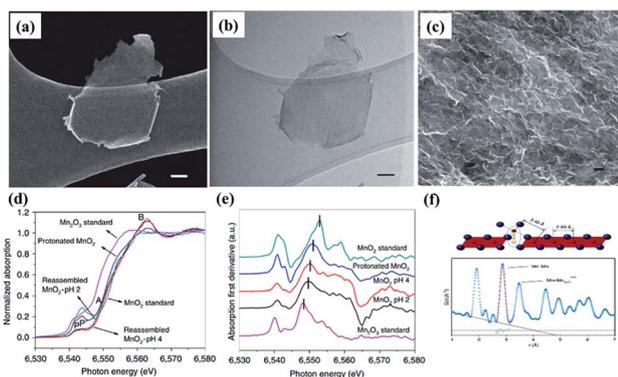 (a)
(b)
(c)
(d)
1.2
1.0
0.8
0.6
0.4
0.2
0.0
Normalized absorption
Mn₂O₃ standard
Protonated MnO₂
Reassembled
MnO₂-pH 2
B
A
P
MnO₂ standard
Reassembled
MnO₂-pH 4
6,530 6,540 6,550 6,560 6,570 6,580
Photon energy (eV)
(e)
Absorption first derivative (a.u.)
MnO₂ standard
Protonated MnO₂
MnO₂ pH 4
MnO₂ pH 2
Mn₂O₃ standard
6,530 6,540 6,550 6,560 6,570 6,580
Photon energy (eV)
(f)
r (Å)